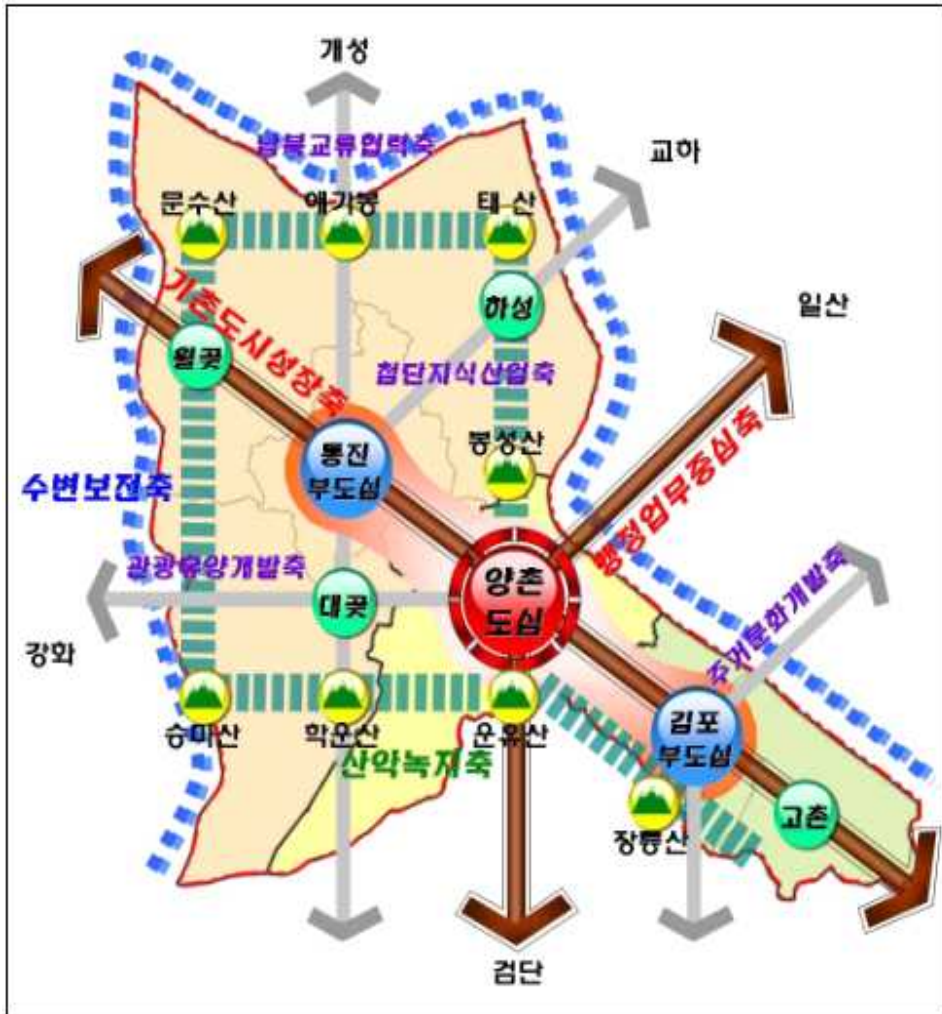 개성
남북교류협력축
교하
문수산
애기봉
태 산
하성
일산
기존도시성장축
월곶
첨단지식산업축
통진
부도심
봉성산
행정업무중심축
수변보전축
관광휴양개발축
대곶
양촌
도심
주거문화개발축
강화
승마산
학운산
운유산
산악녹지축
김포
부도심
장릉산
고촌
검단